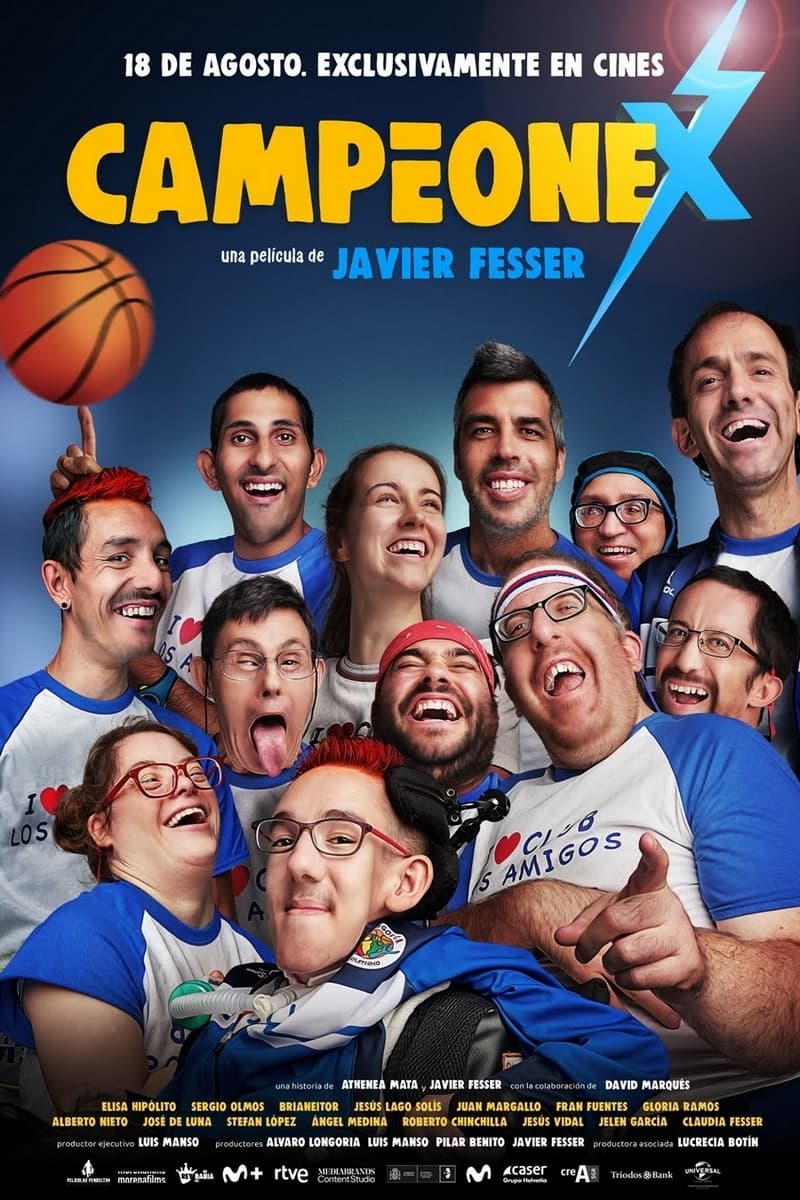 18 DE AGOSTO. EXCLUSIVAMENTE EN CINES
CAMPEONEX
una película de JAVIER FESSER
I ❤
LOS A
I ❤
LOS
I ❤ CLUB
S AMIGOS
una historia de ATHENEA MATA y JAVIER FESSER con la colaboración de DAVID MARQUÉS
ELISA HIPÓLITO SERGIO OLMOS BRIANEITOR JESÚS LAGO SOLÍS JUAN MARGALLO FRAN FUENTES GLORIA RAMOS
ALBERTO NIETO JOSÉ DE LUNA STEFAN LÓPEZ ÁNGEL MEDINA ROBERTO CHINCHILLA JESÚS VIDAL JELEN GARCÍA CLAUDIA FESSER
productor ejecutivo LUIS MANSO productores ALVARO LONGORIA LUIS MANSO PILAR BENITO JAVIER FESSER productora asociada LUCRECIA BOTÍN
PELÍCULAS PENDELTON morenafilms M+ rtve MEDIABRANDS ContentStudio M caser Grupo Helvetia creA Triodos Bank UNIVERSAL